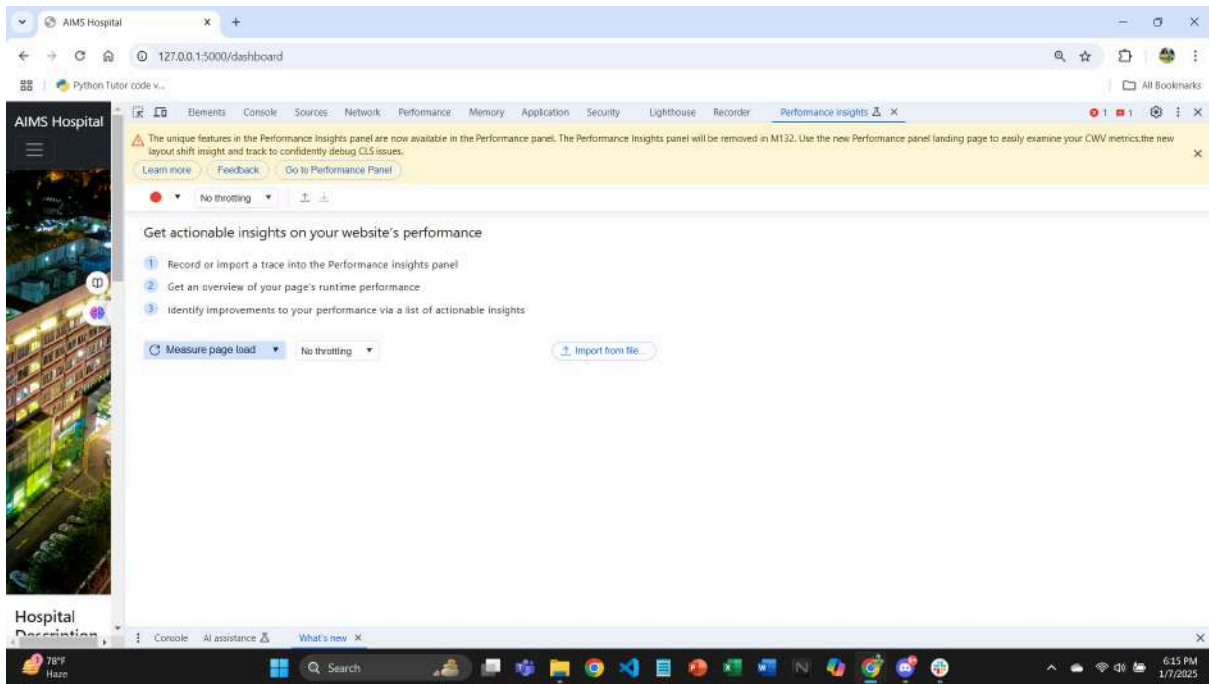 AIMS Hospital
127.0.0.1:5000/dashboard
Python Tutor code v...
All Bookmarks
AIMS Hospital
Elements Console Sources Network Performance Memory Application Security Lighthouse Recorder Performance insights
1 1
The unique features in the Performance Insights panel are now available in the Performance panel. The Performance Insights panel will be removed in M132. Use the new Performance panel landing page to easily examine your CWV metrics,the new
layout shift insight and track to confidently debug CLS issues.
Learn more Feedback Go to Performance Panel
No throttling
Get actionable insights on your website's performance
1 Record or import a trace into the Performance insights panel
2 Get an overview of your page's runtime performance
3 Identify improvements to your performance via a list of actionable insights
Measure page load No throttling Import from file...
Hospital
Description
Console AI assistance What's new
78°F
Haze
Search
6:15 PM
1/7/2025